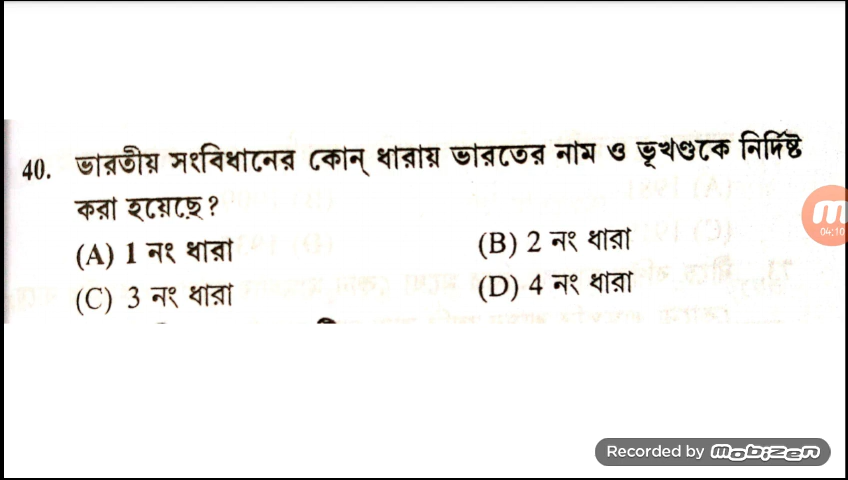 40. ভারতীয় সংবিধানের কোন্ ধারায় ভারতের নাম ও ভূখণ্ডকে নির্দিষ্ট
করা হয়েছে?
(A) 1 নং ধারা (B) 2 নং ধারা
(C) 3 নং ধারা (D) 4 নং ধারা
04:10
Recorded by mobizen